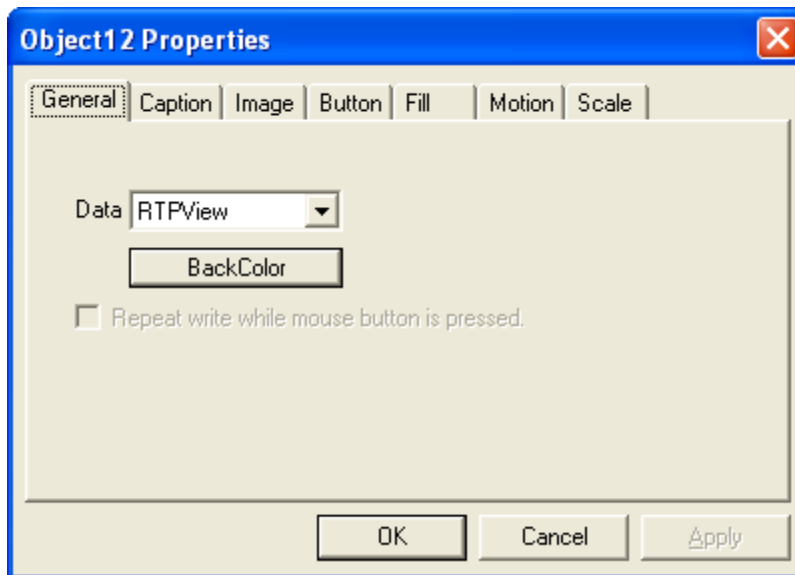 Object12 Properties
General Caption Image Button Fill Motion Scale
Data RTPView
BackColor
Repeat write while mouse button is pressed.
OK Cancel Apply